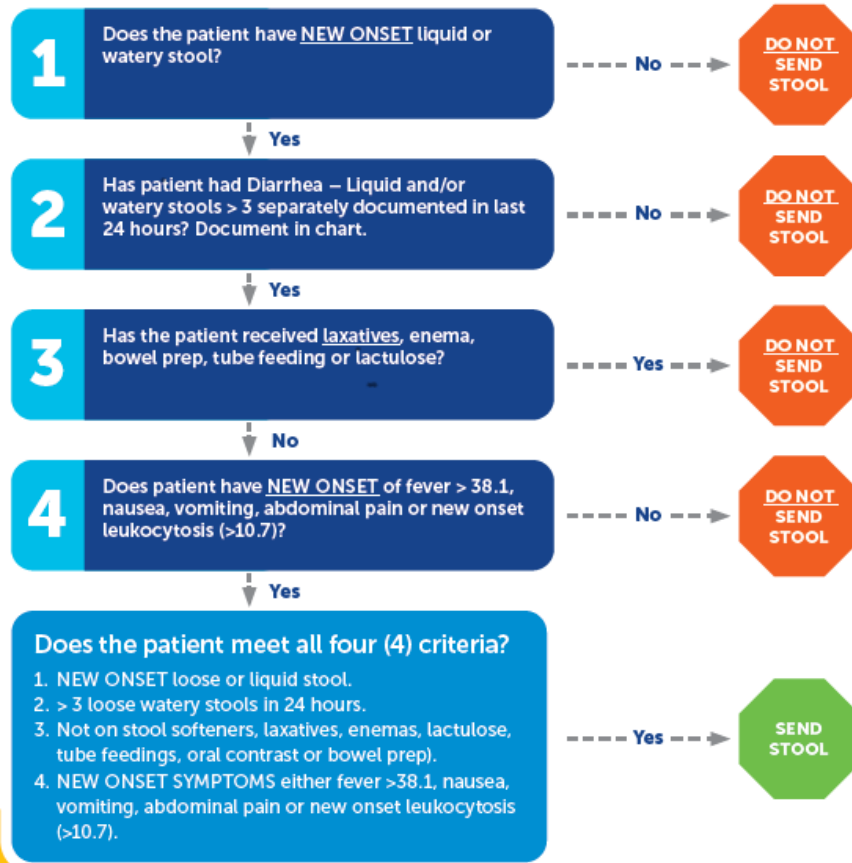 1
Does the patient have NEW ONSET liquid or
watery stool?
No
DO NOT
SEND
STOOL
Yes
2
Has patient had Diarrhea – Liquid and/or
watery stools > 3 separately documented in last
24 hours? Document in chart.
No
DO NOT
SEND
STOOL
Yes
3
Has the patient received laxatives, enema,
bowel prep, tube feeding or lactulose?
Yes
DO NOT
SEND
STOOL
No
4
Does patient have NEW ONSET of fever > 38.1,
nausea, vomiting, abdominal pain or new onset
leukocytosis (>10.7)?
No
DO NOT
SEND
STOOL
Yes
Does the patient meet all four (4) criteria?
1. NEW ONSET loose or liquid stool.
2. > 3 loose watery stools in 24 hours.
3. Not on stool softeners, laxatives, enemas, lactulose,
tube feedings, oral contrast or bowel prep).
4. NEW ONSET SYMPTOMS either fever >38.1, nausea,
vomiting, abdominal pain or new onset leukocytosis
(>10.7).
Yes
SEND
STOOL